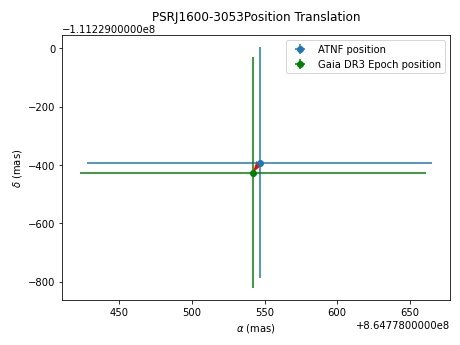 PSRJ1600-3053Position Translation
−1.1122900000e8
ATNF position
Gaia DR3 Epoch position
0
−200
−400
−600
−800
δ (mas)
450
500
550
600
650
α (mas)
+8.6477800000e8